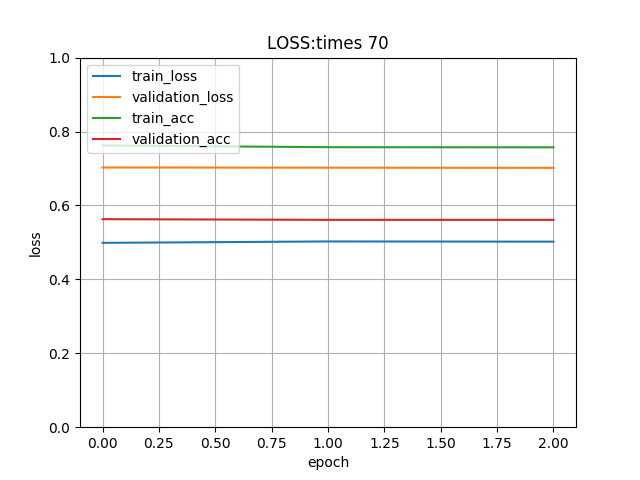 LOSS:times 70
1.0
0.8
0.6
0.4
0.2
0.0
loss
train_loss
validation_loss
train_acc
validation_acc
0.00 0.25 0.50 0.75 1.00 1.25 1.50 1.75 2.00
epoch